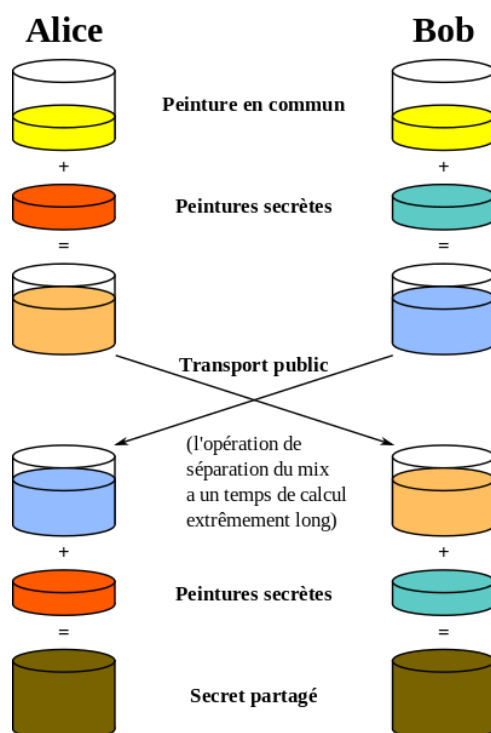 Alice Bob
Peinture en commun
+ +
Peintures secrètes
= =
Transport public
(l'opération de
séparation du mix
a un temps de calcul
extrêmement long)
+ +
Peintures secrètes
= =
Secret partagé